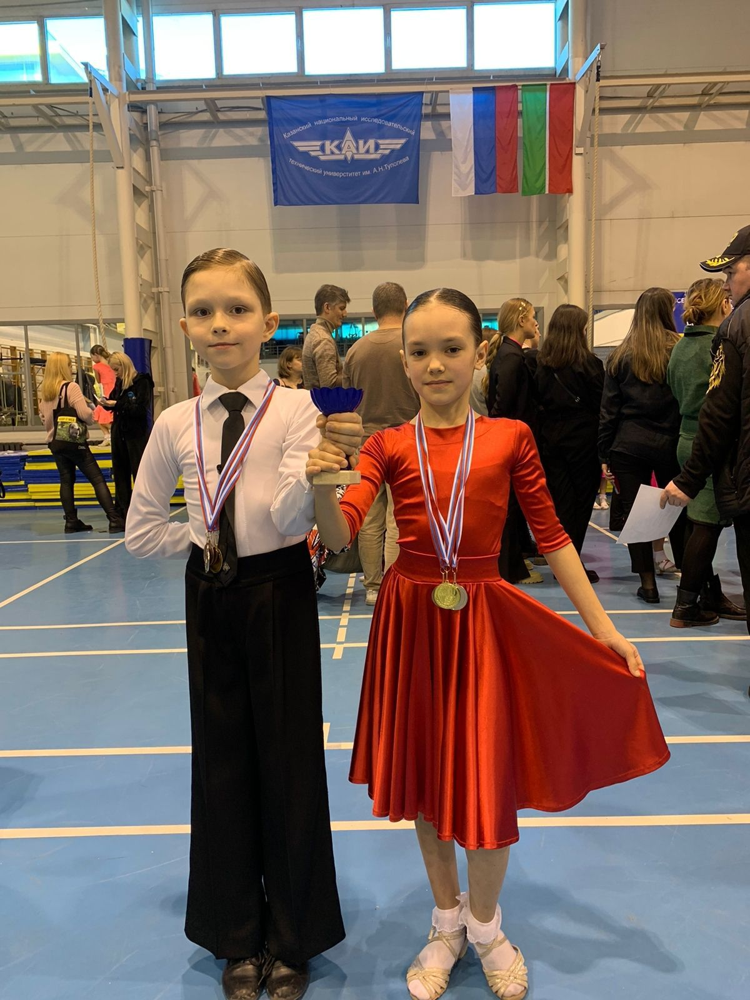 Казанский национальный исследовательский
КАИ
технический университет им. А.Н.Туполева